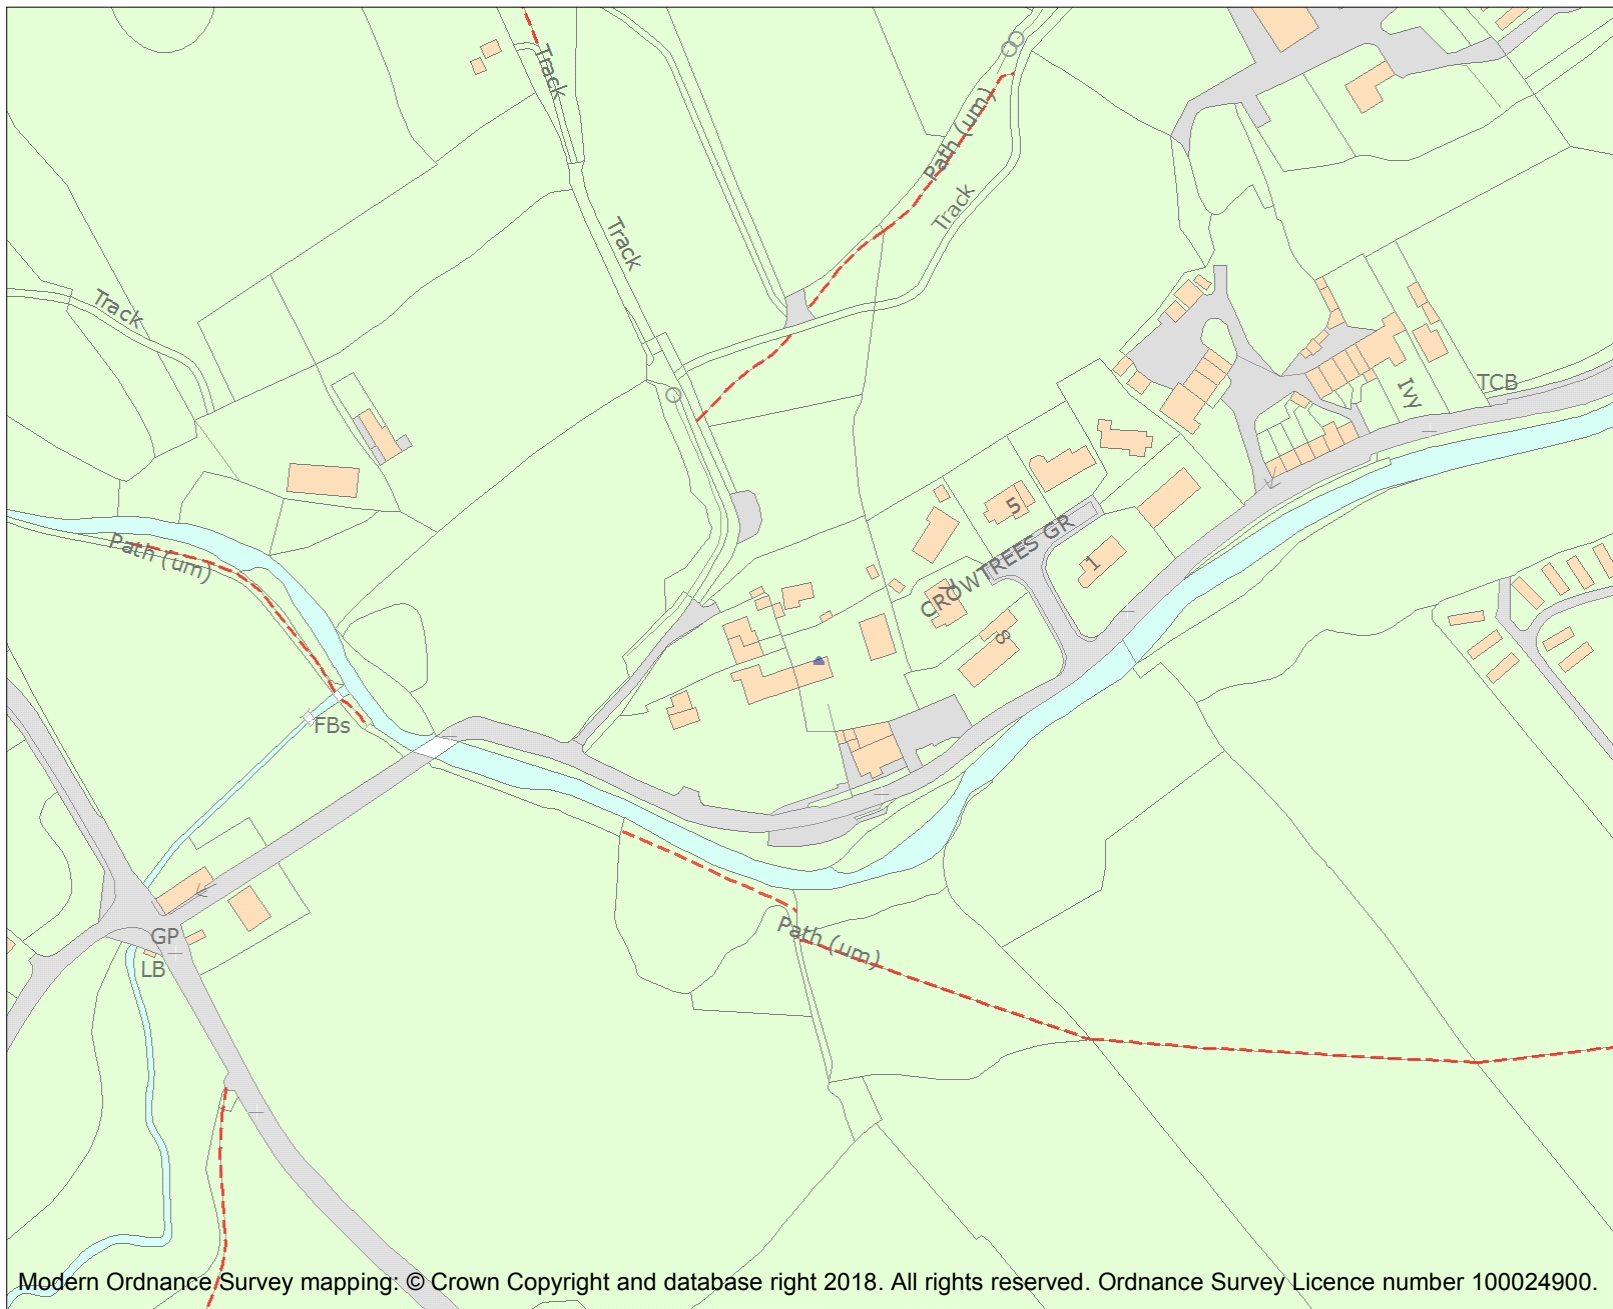 Track
Path (um)
Track
Track
Track
TCB
Ivy
5
CROWTREES GR
1
Path (um)
8
FBs
Path (um)
GP
LB
Modern Ordnance Survey mapping: © Crown Copyright and database right 2018. All rights reserved. Ordnance Survey Licence number 100024900.